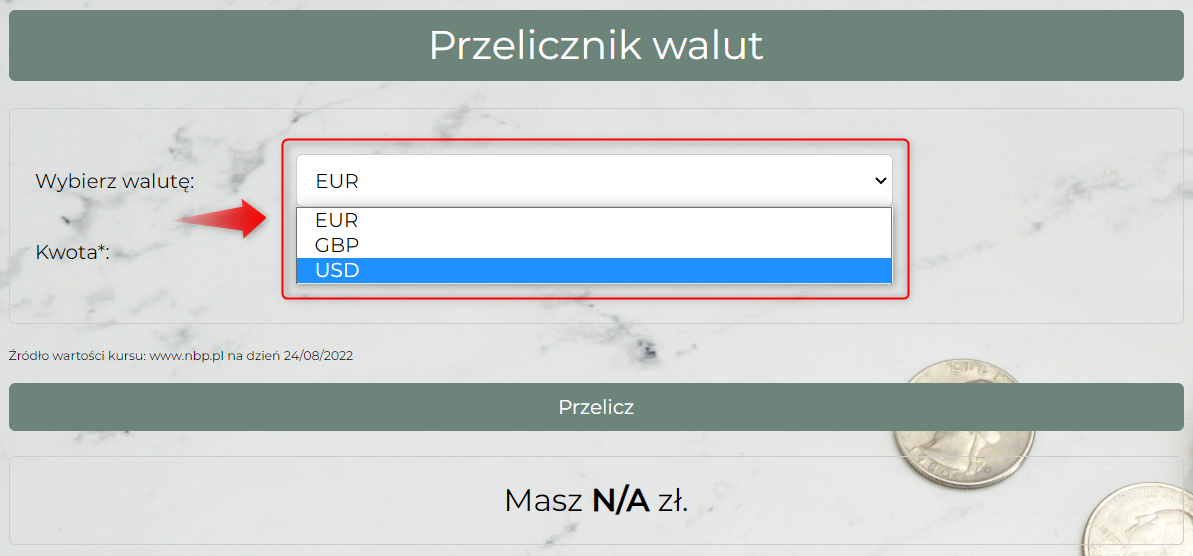 Przelicznik walut
Wybierz walutę:
EUR
EUR
GBP
USD
Kwota*:
Źródło wartości kursu: www.nbp.pl na dzień 24/08/2022
Przelicz
Masz N/A zł.